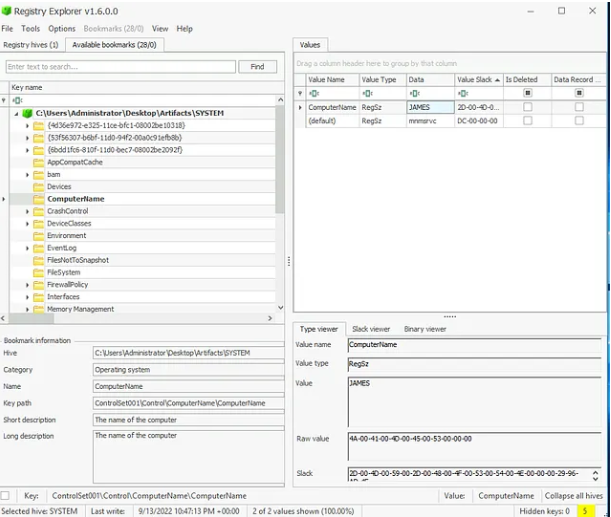 Registry Explorer v1.6.0.0
File Tools Options Bookmarks (28/0) View Help
Registry hives (1) Available bookmarks (28/0)
Enter text to search... Find
Key name
C:\Users\Administrator\Desktop\Artifacts\SYSTEM
{4d36e972-e325-11ce-bfc1-08002be10318}
{53f56307-b6bf-11d0-94f2-00a0c91efb8b}
{6bdd1fc6-810f-11d0-bec7-08002be2092f}
AppCompatCache
bam
Devices
ComputerName
CrashControl
DeviceClasses
Environment
EventLog
FilesNotToSnapshot
FileSystem
FirewallPolicy
Interfaces
Memory Management
Bookmark information
Hive C:\Users\Administrator\Desktop\Artifacts\SYSTEM
Category Operating system
Name ComputerName
Key path ControlSet001\Control\ComputerName\ComputerName
Short description The name of the computer
Long description The name of the computer
Values
Drag a column header here to group by that column
Value Name Value Type Data Value Slack Is Deleted Data Record ...
ComputerName RegSz JAMES 2D-00-4D-0...
(default) RegSz mnmsrvc DC-00-00-00
Type viewer Slack viewer Binary viewer
Value name ComputerName
Value type RegSz
Value JAMES
Raw value 4A-00-41-00-4D-00-45-00-53-00-00-00
Slack 2D-00-4D-00-59-00-2D-00-48-00-4F-00-53-00-54-00-4E-00-00-00-29-96-
Key: ControlSet001\Control\ComputerName\ComputerName Value: ComputerName Collapse all hives
Selected hive: SYSTEM Last write: 9/13/2022 10:47:13 PM +00:00 2 of 2 values shown (100.00%) Hidden keys: 0 5